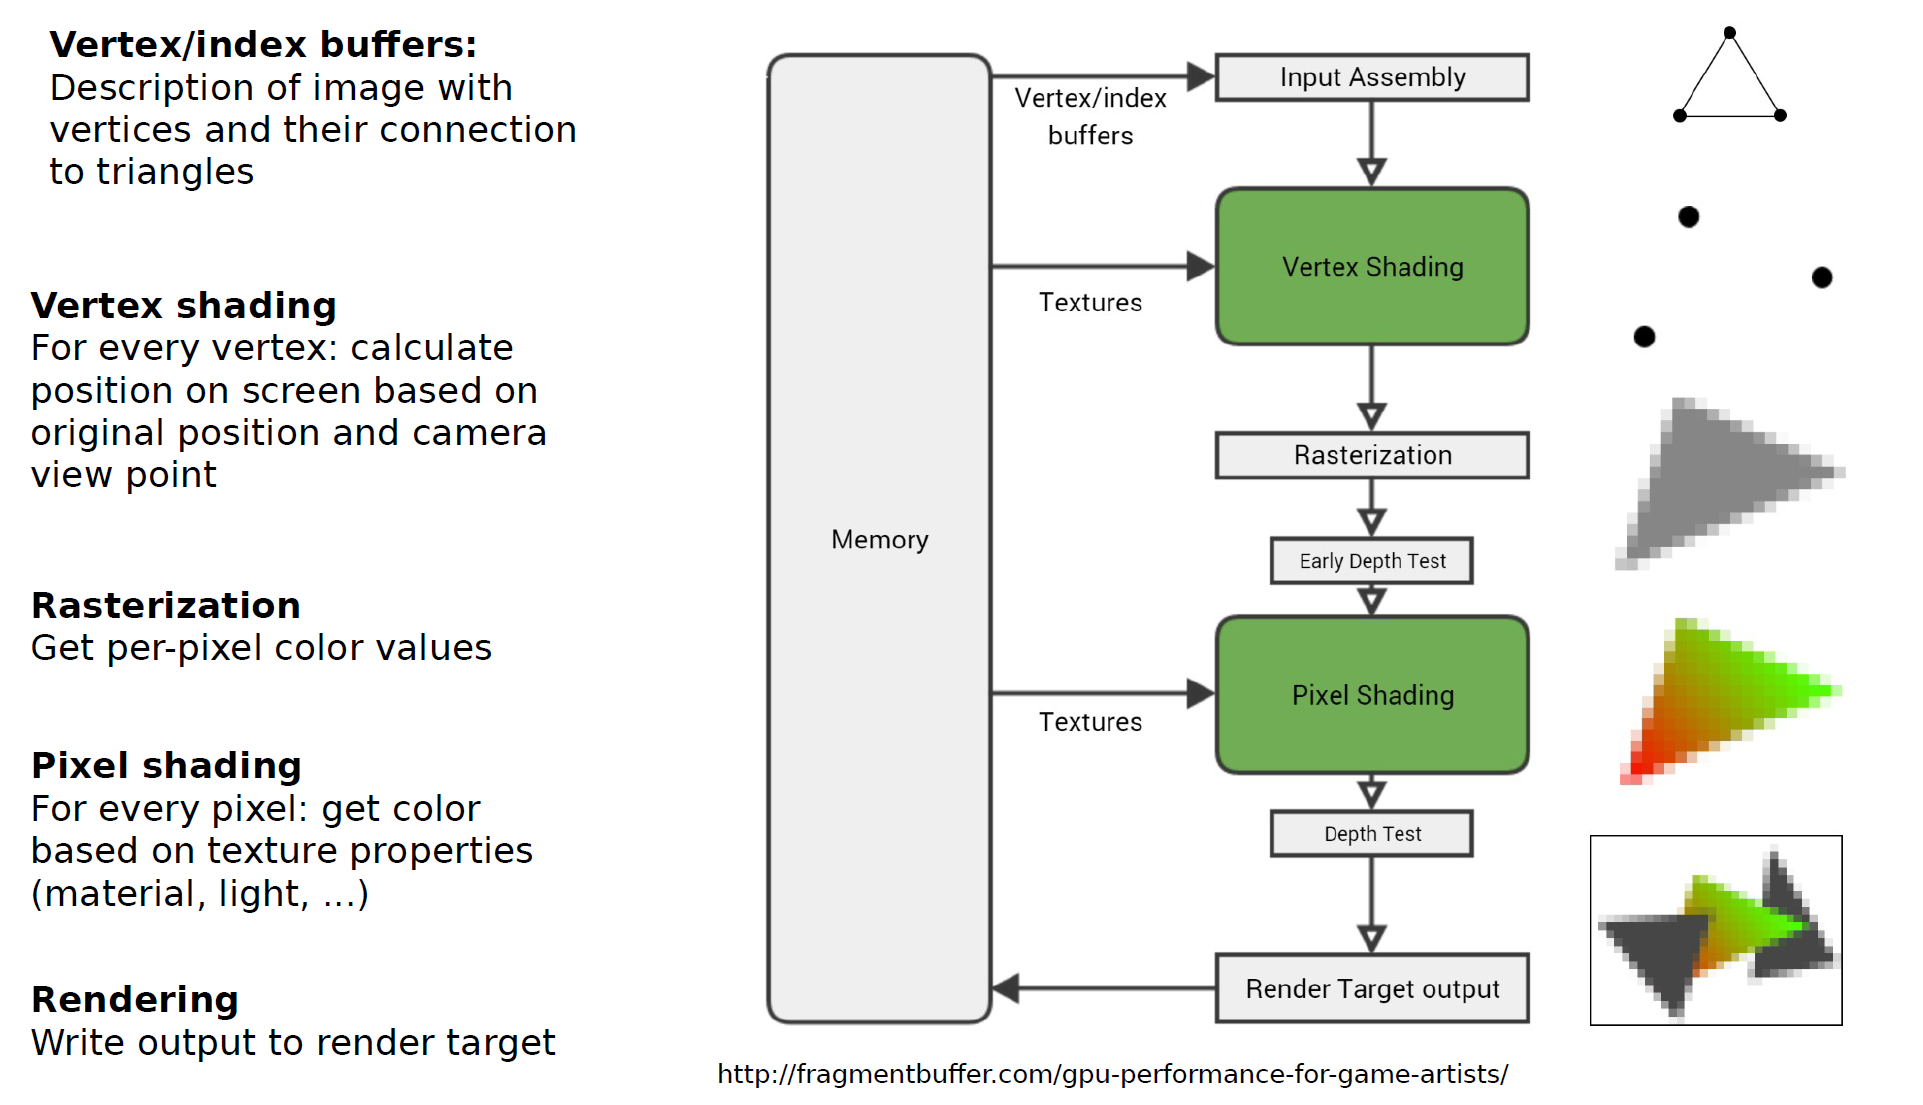 Vertex/index buffers:
Description of image with
vertices and their connection
to triangles
Vertex shading
For every vertex: calculate
position on screen based on
original position and camera
view point
Rasterization
Get per-pixel color values
Pixel shading
For every pixel: get color
based on texture properties
(material, light, ...)
Rendering
Write output to render target
Memory
Vertex/index
buffers
Textures
Textures
Input Assembly
Vertex Shading
Rasterization
Early Depth Test
Pixel Shading
Depth Test
Render Target output
http://fragmentbuffer.com/gpu-performance-for-game-artists/